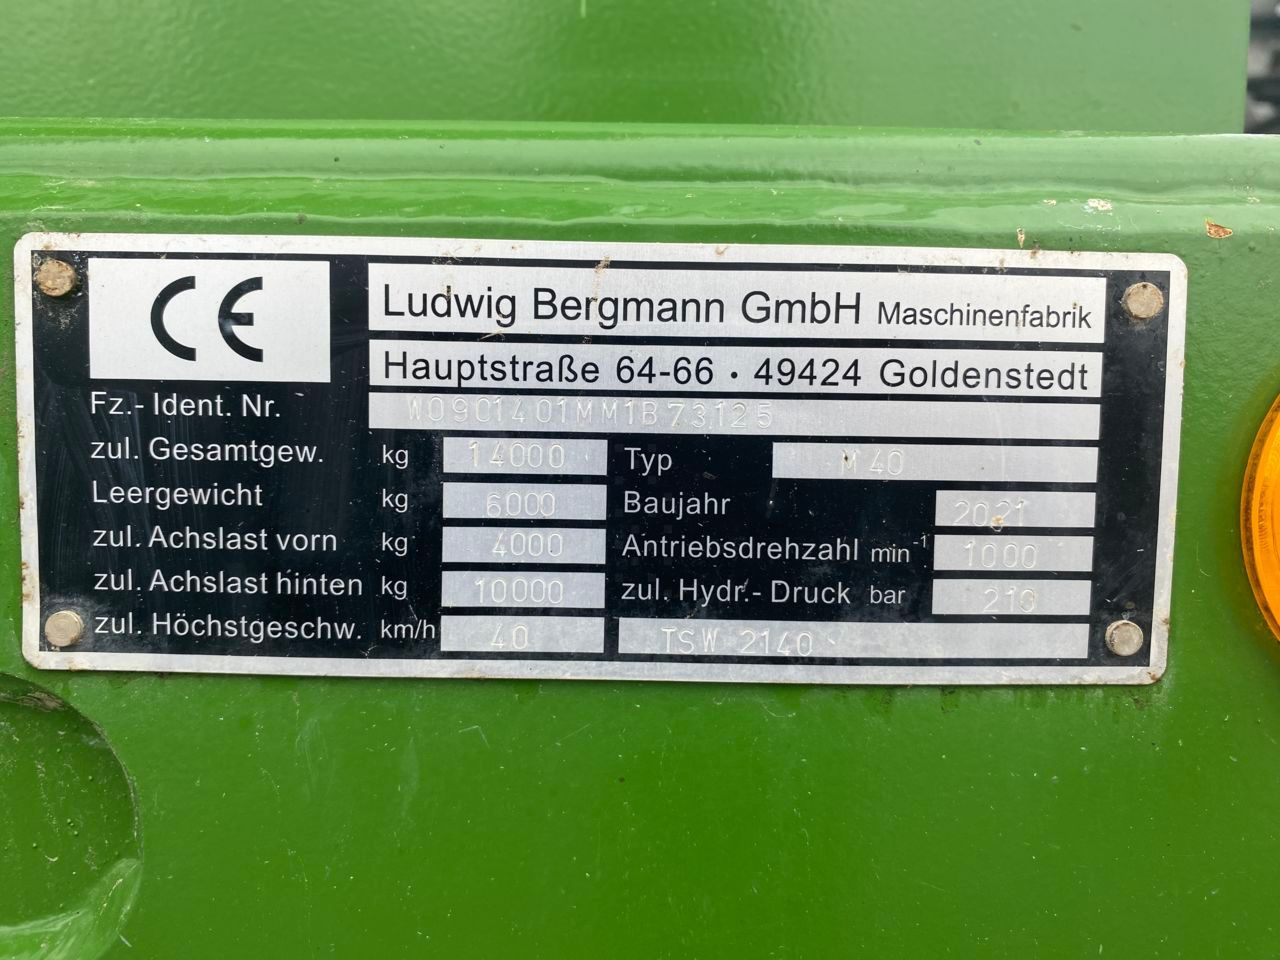 CE
Ludwig Bergmann GmbH Maschinenfabrik
Hauptstraße 64-66 · 49424 Goldenstedt
Fz.- Ident. Nr. W0901401MM1B73125
zul. Gesamtgew. kg 14000 Typ M 40
Leergewicht kg 6000 Baujahr 2021
zul. Achslast vorn kg 4000 Antriebsdrehzahl min⁻¹ 1000
zul. Achslast hinten kg 10000 zul. Hydr.- Druck bar 210
zul. Höchstgeschw. km/h 40 TSW 2140